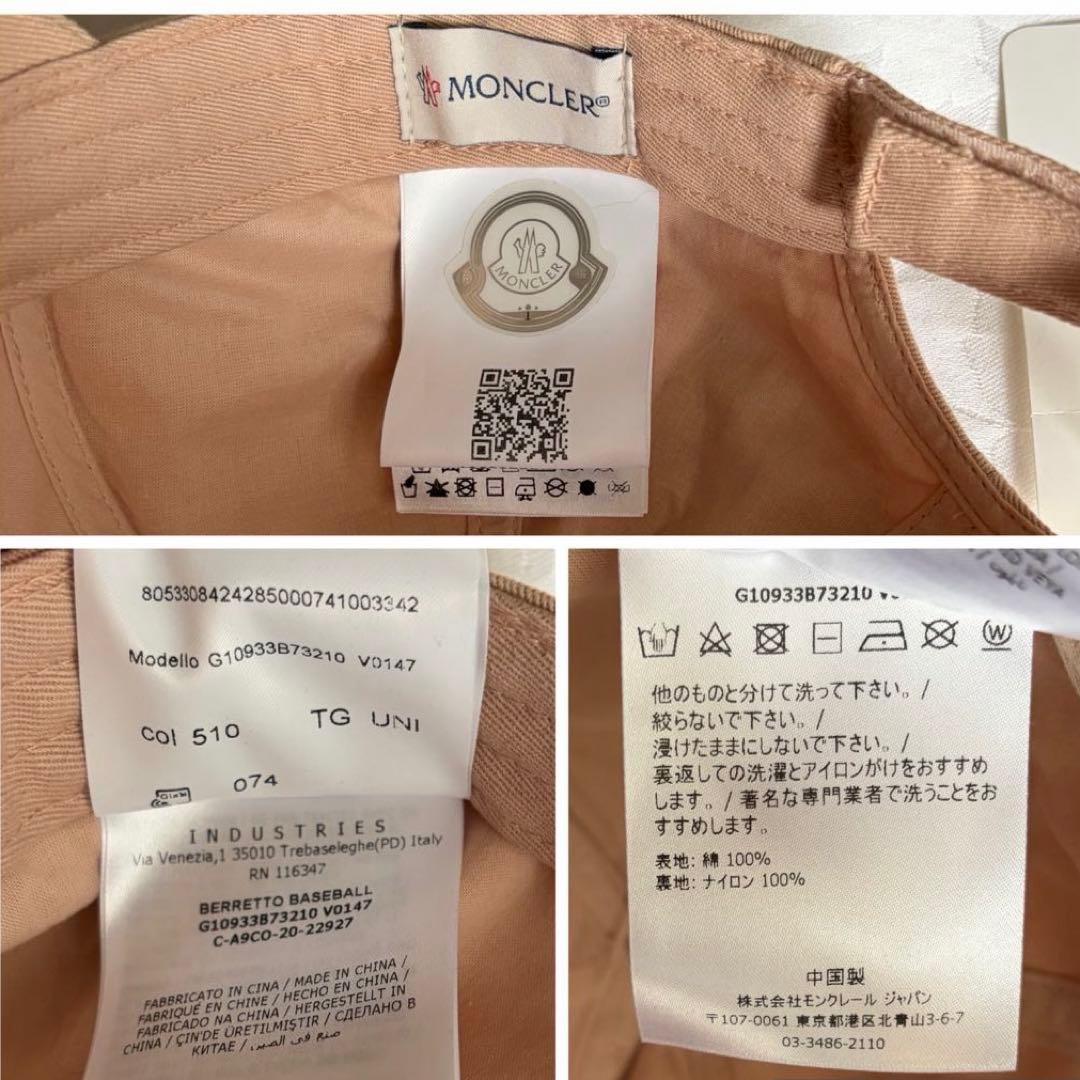 MONCLER®
MONCLER
1
8053308424285000741003342
Modello G10933B73210 V0147
Col 510 TG UNI
074
INDUSTRIES
Via Venezia,1 35010 Trebaseleghe(PD) Italy
RN 116347
BERRETTO BASEBALL
G10933B73210 V0147
C-A9CO-20-22927
FABBRICATO IN CINA / MADE IN CHINA /
FABRIQUÉ EN CHINE / HECHO EN CHINA /
FABRICADO NA CHINA / HERGESTELLT IN
CHINA / ÇIN'DE ÜRETILMIŞTIR / СДЕЛАНО В
КИТАЕ / صنع في الصين
G10933B73210
W
他のものと分けて洗って下さい。/
絞らないで下さい。/
浸けたままにしないで下さい。/
裏返しての洗濯とアイロンがけをおすすめ
します。/ 著名な専門業者で洗うことをお
すすめします。
表地: 綿 100%
裏地: ナイロン 100%
中国製
株式会社モンクレール ジャパン
〒107-0061 東京都港区北青山3-6-7
03-3486-2110